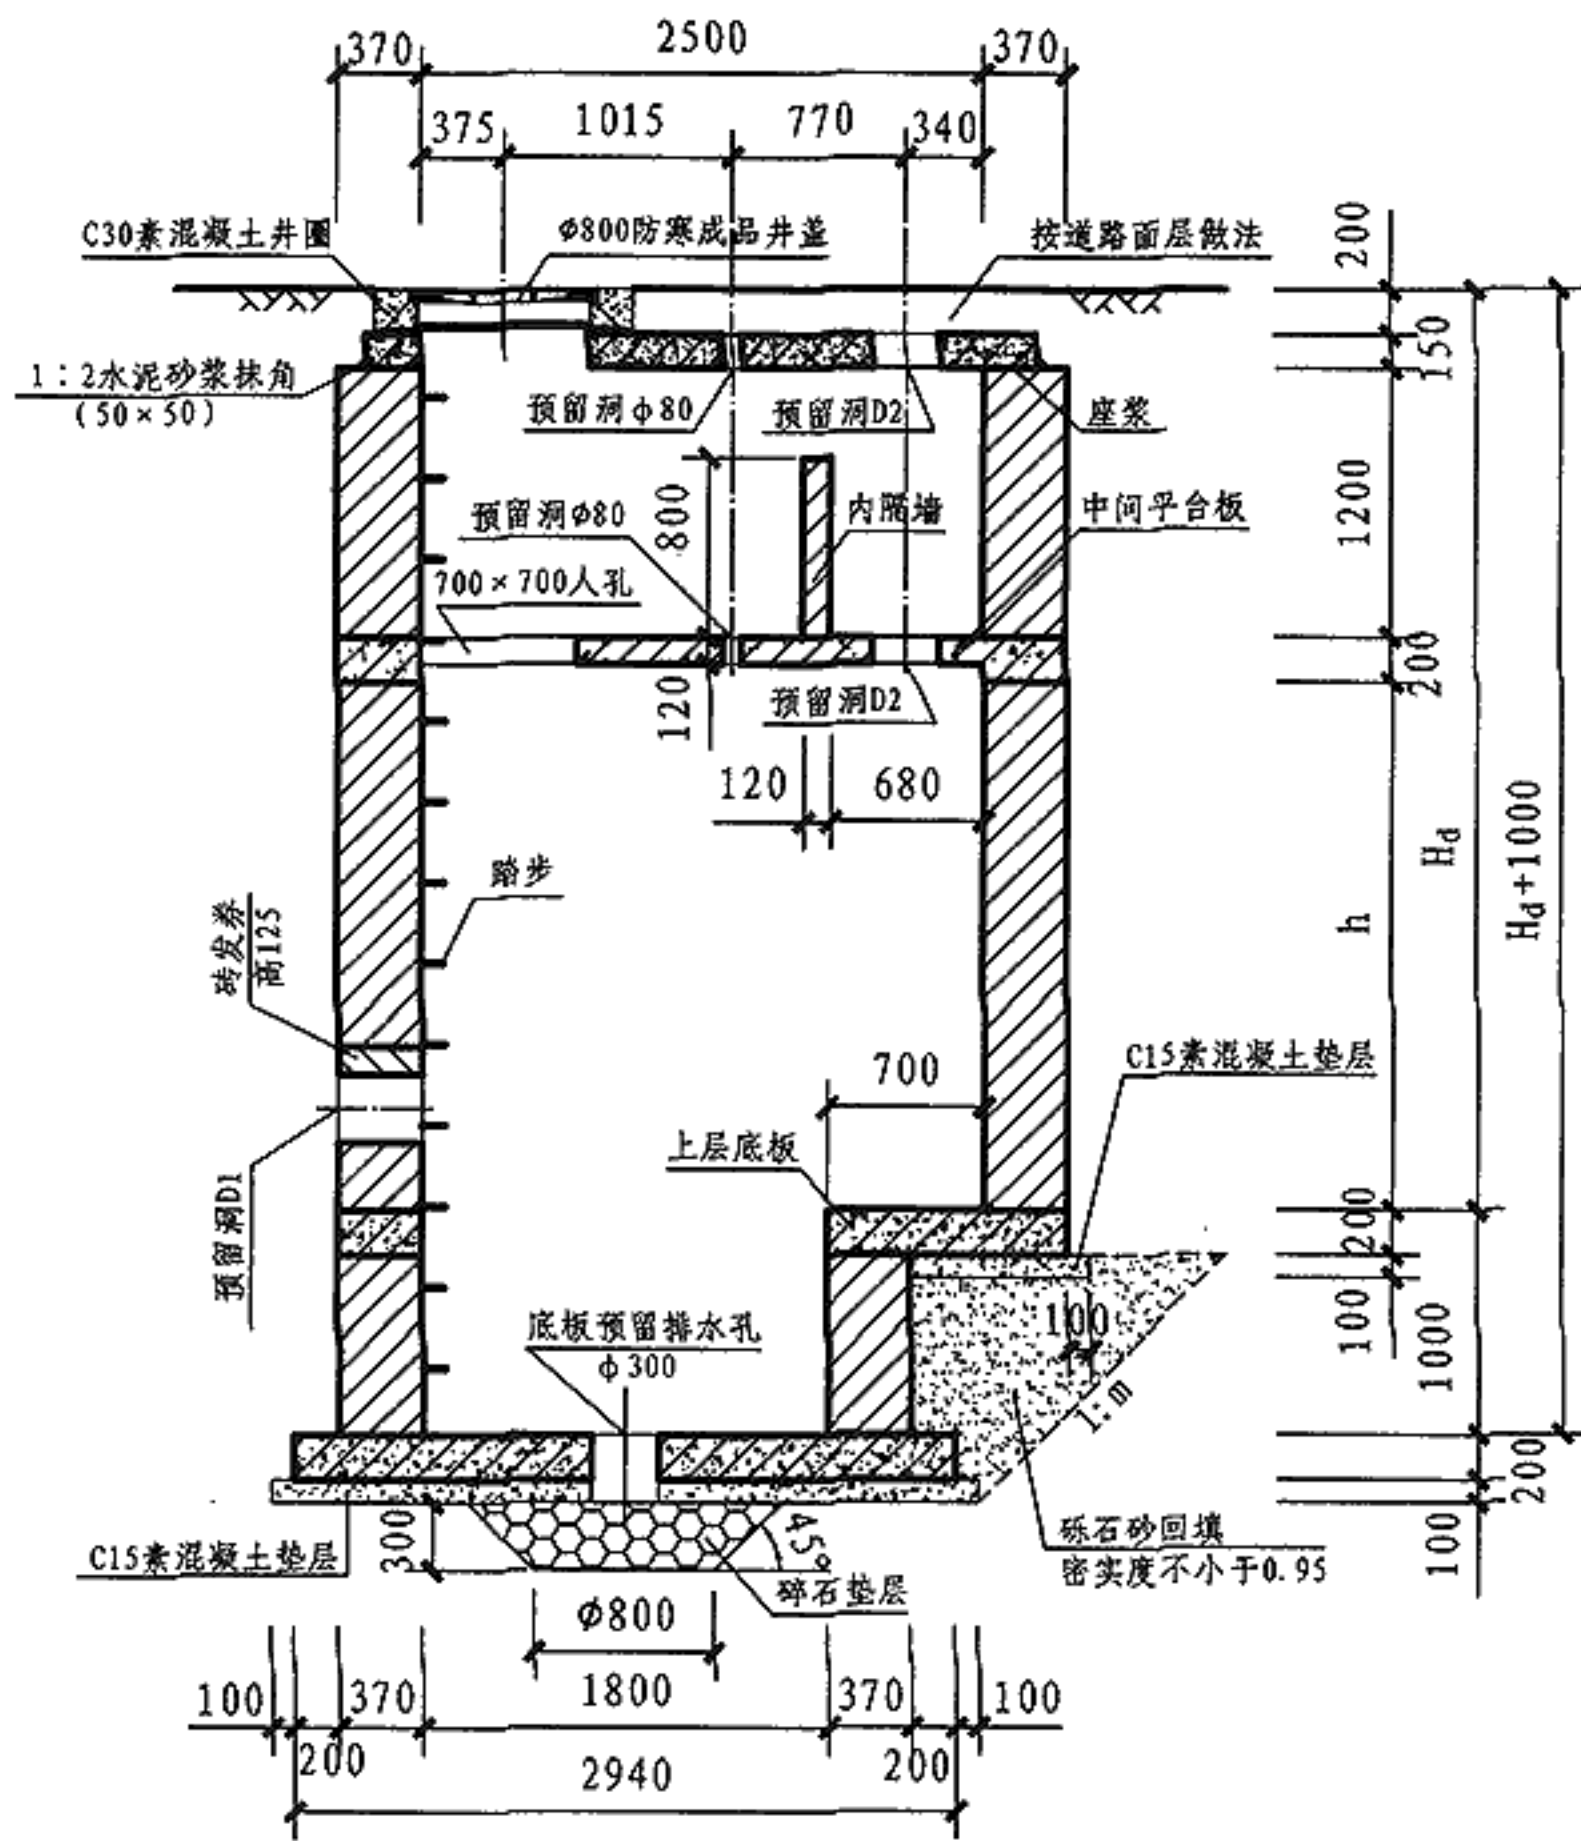 370
2500
370
375
1015
770
340
C30素混凝土井圈
Φ800防寒成品井盖
按道路面层做法
200
150
1:2水泥砂浆抹角
(50×50)
预留洞φ80
预留洞D2
座浆
1200
预留洞Φ80
800
内隔墙
中间平台板
700×700人孔
200
120
预留洞D2
120
680
Hd
Hd+1000
h
踏步
砖发券
高125
700
C15素混凝土垫层
上层底板
预留洞D1
200
底板预留排水孔
φ300
100
100
1000
1:m
200
100
C15素混凝土垫层
300
45°
砾石砂回填
密实度不小于0.95
碎石垫层
Φ800
100
370
1800
370
100
200
2940
200